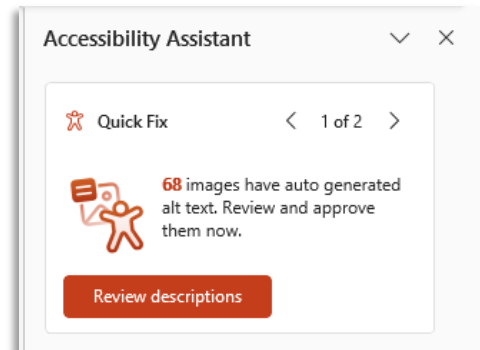 Accessibility Assistant
Quick Fix
1 of 2
68 images have auto generated
alt text. Review and approve
them now.
Review descriptions